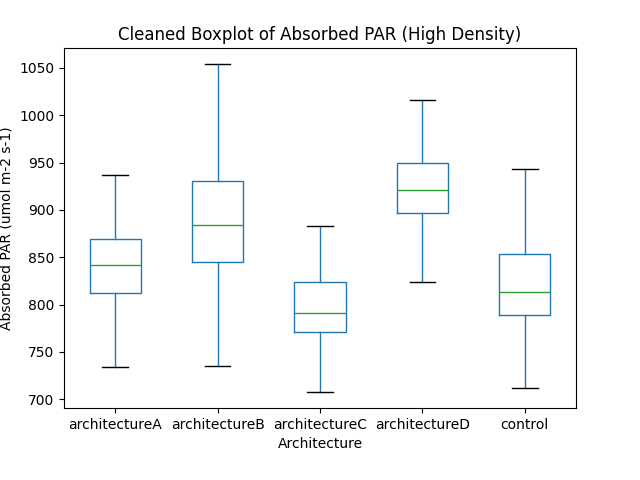 Cleaned Boxplot of Absorbed PAR (High Density)
Absorbed PAR (umol m-2 s-1)
1050
1000
950
900
850
800
750
700
architectureA architectureB architectureC architectureD control
Architecture